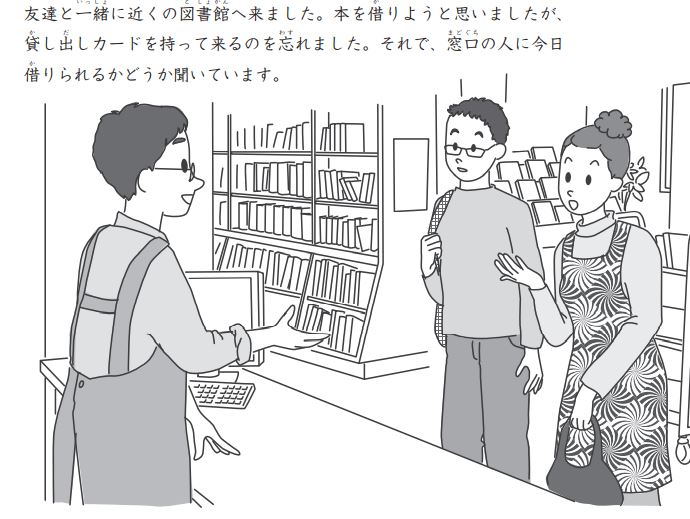 友達と一緒に近くの図書館へ来ました。本を借りようと思いましたが、
貸し出しカードを持って来るのを忘れました。それで、窓口の人に今日
借りられるかどうか聞いています。